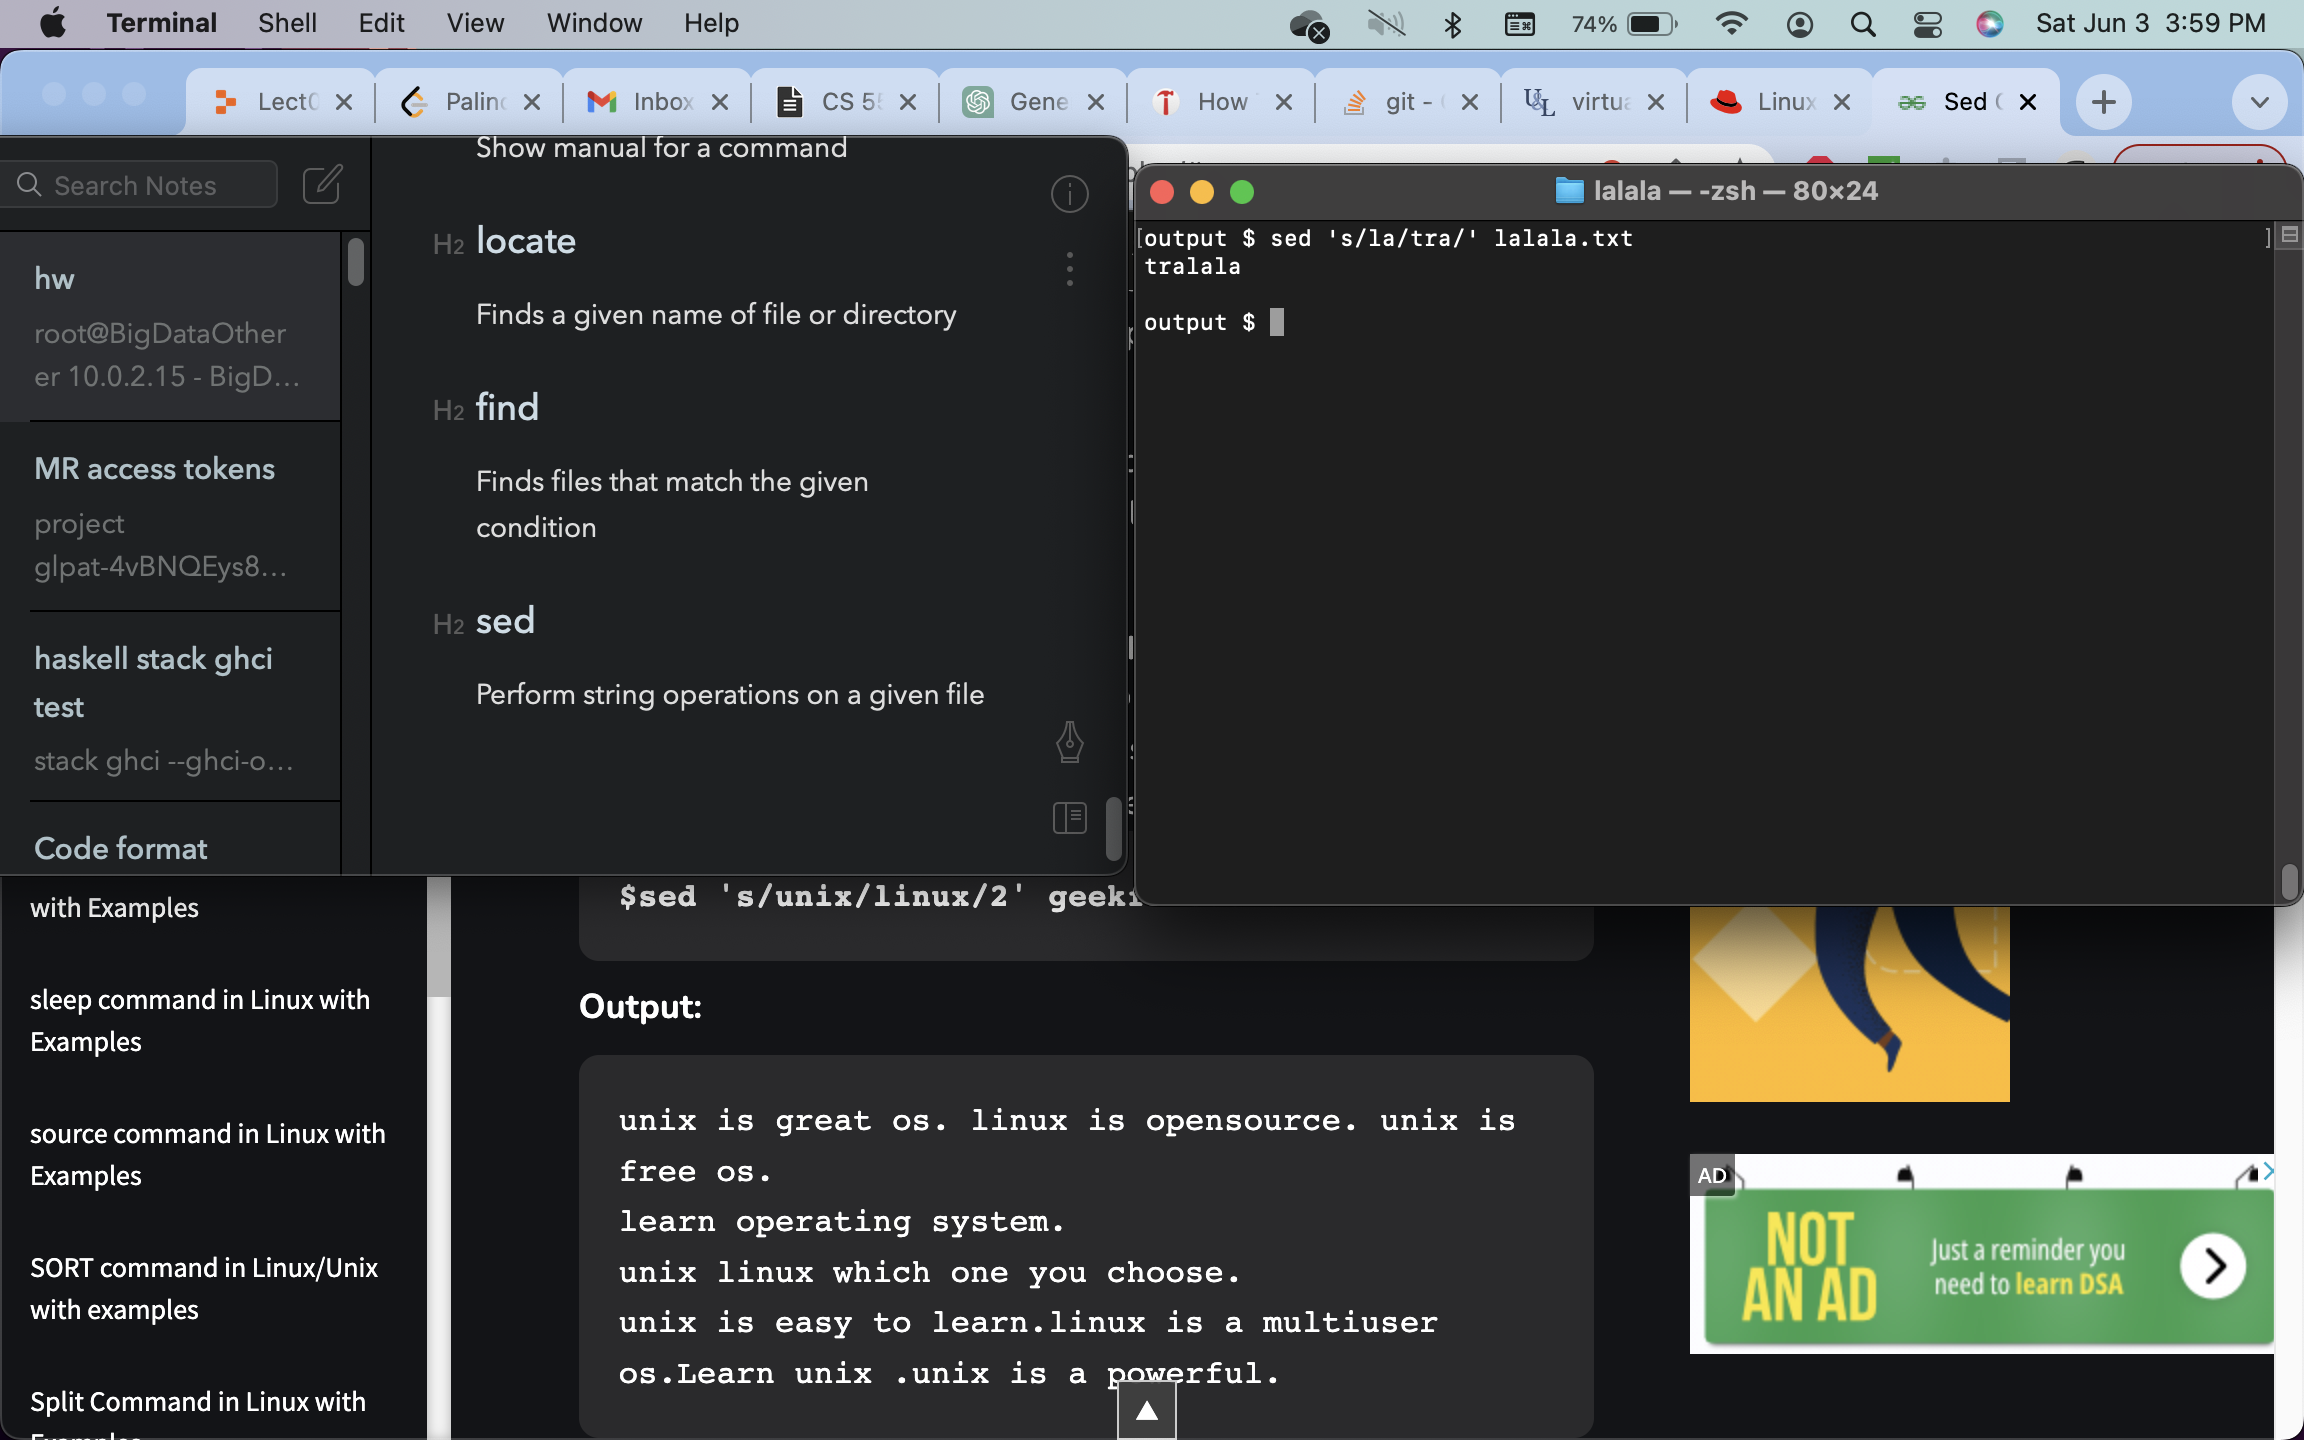 Terminal Shell Edit View Window Help 74% Sat Jun 3 3:59 PM
Lect Palin Inbox CS 5 Gene How git - virtua Linux Sed
Show manual for a command
Search Notes
hw
root@BigDataOther
er 10.0.2.15 - BigD...
MR access tokens
project
glpat-4vBNQEys8...
haskell stack ghci
test
stack ghci --ghci-o...
Code format
H2 locate
Finds a given name of file or directory
H2 find
Finds files that match the given
condition
H2 sed
Perform string operations on a given file
lalala — -zsh — 80×24
[output $ sed 's/la/tra/' lalala.txt ]
tralala
output $
with Examples
sleep command in Linux with
Examples
source command in Linux with
Examples
SORT command in Linux/Unix
with examples
Split Command in Linux with
Examples
$sed 's/unix/linux/2' geek
Output:
unix is great os. linux is opensource. unix is
free os.
learn operating system.
unix linux which one you choose.
unix is easy to learn.linux is a multiuser
os.Learn unix .unix is a powerful.
AD
NOT
AN AD
Just a reminder you
need to learn DSA